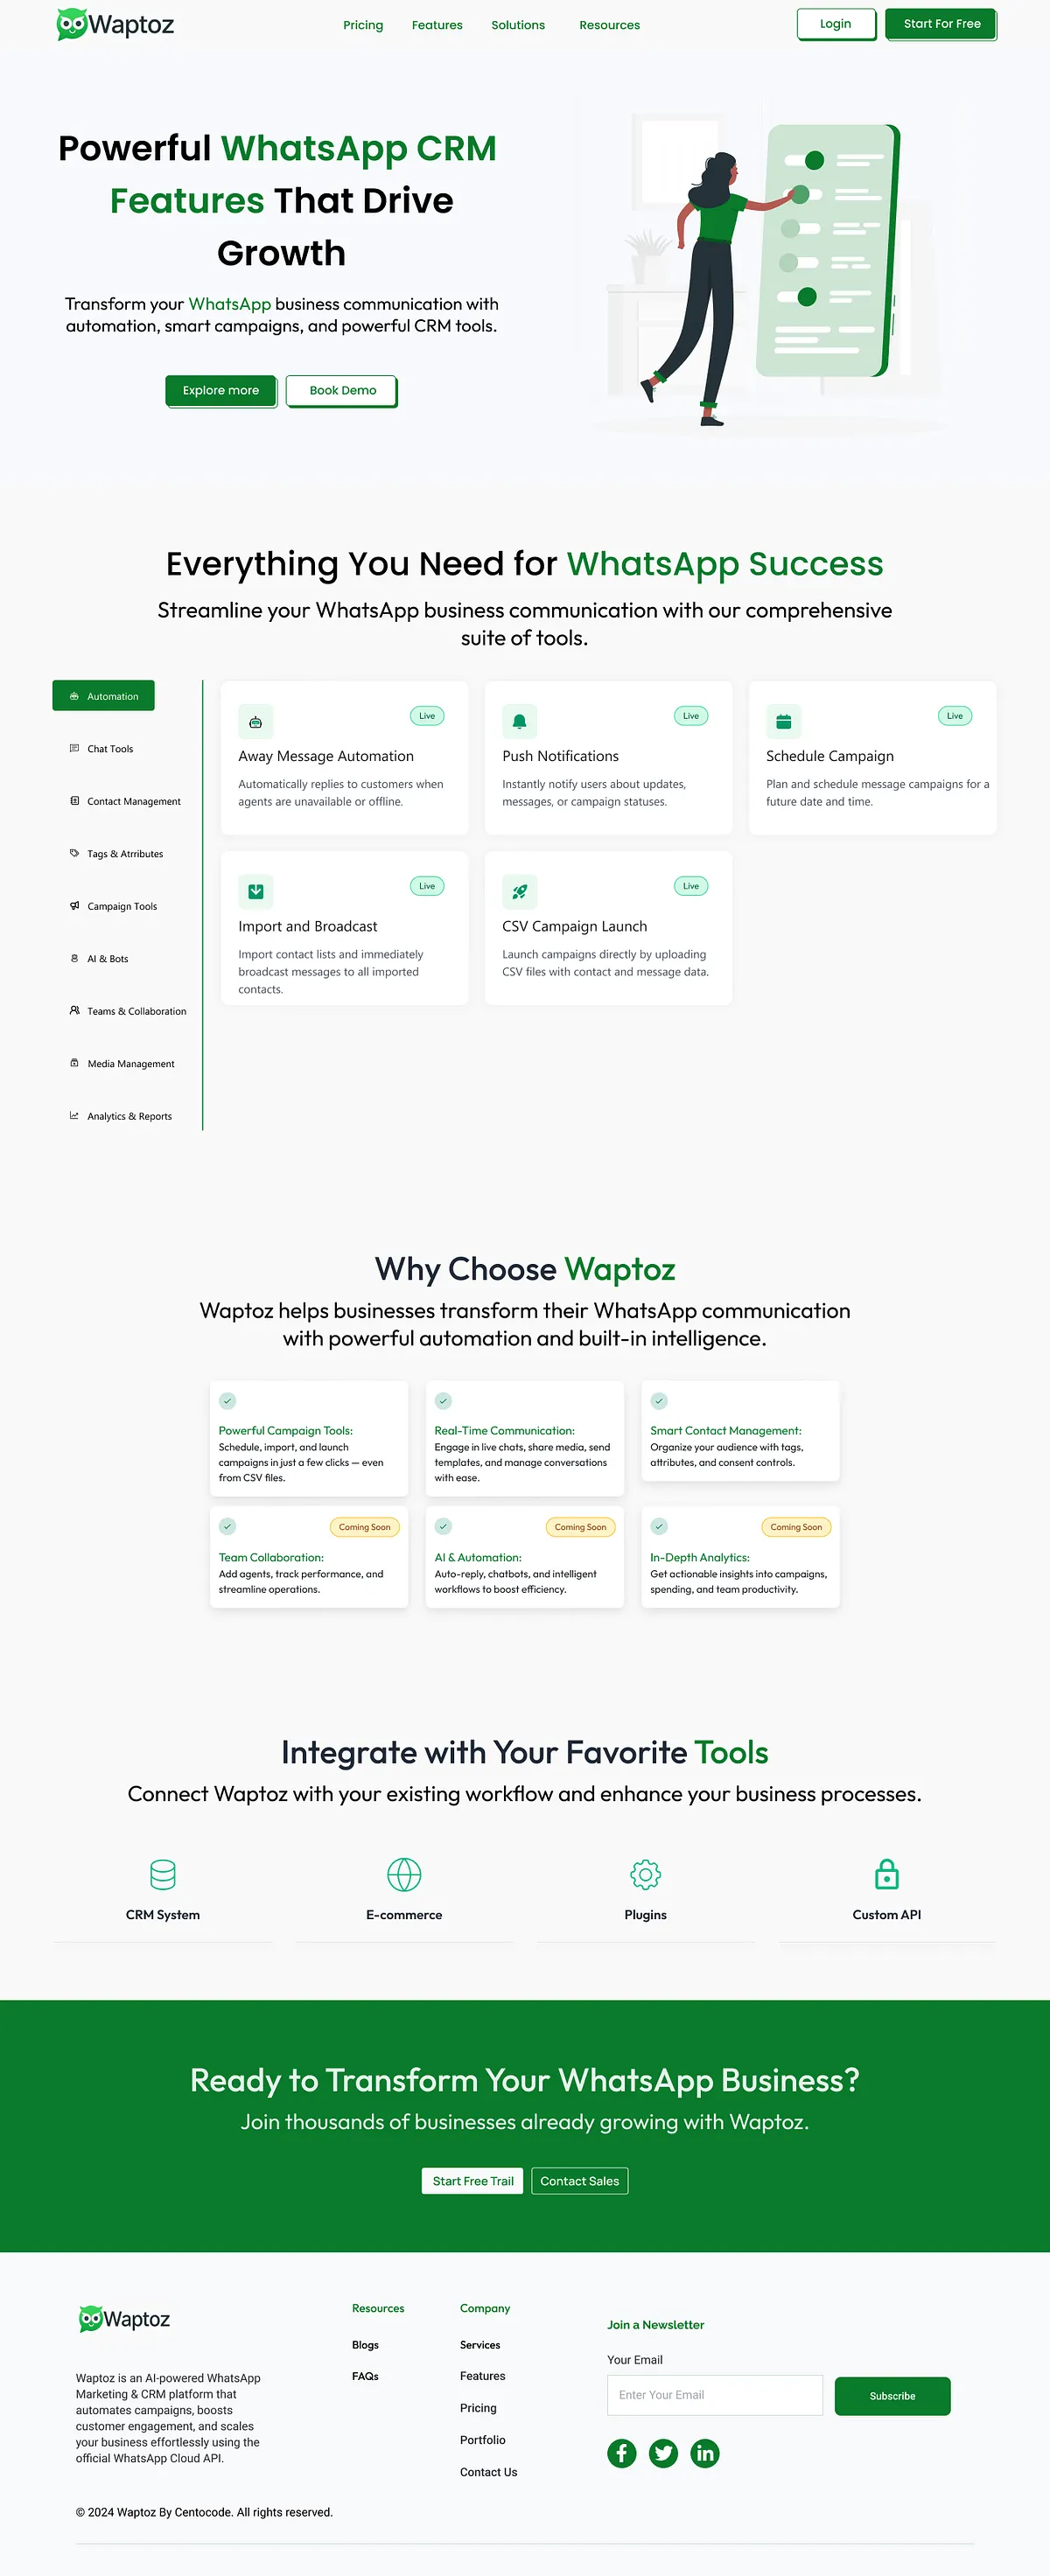 Waptoz
Pricing
Features
Solutions
Resources
Login
Start For Free
Powerful WhatsApp CRM
Features That Drive
Growth
Transform your WhatsApp business communication with
automation, smart campaigns, and powerful CRM tools.
Explore more
Book Demo
Everything You Need for WhatsApp Success
Streamline your WhatsApp business communication with our comprehensive
suite of tools.
Automation
Chat Tools
Contact Management
Tags & Atrributes
Campaign Tools
AI & Bots
Teams & Collaboration
Media Management
Analytics & Reports
Live
Away Message Automation
Automatically replies to customers when
agents are unavailable or offline.
Live
Push Notifications
Instantly notify users about updates,
messages, or campaign statuses.
Live
Schedule Campaign
Plan and schedule message campaigns for a
future date and time.
Live
Import and Broadcast
Import contact lists and immediately
broadcast messages to all imported
contacts.
Live
CSV Campaign Launch
Launch campaigns directly by uploading
CSV files with contact and message data.
Why Choose Waptoz
Waptoz helps businesses transform their WhatsApp communication
with powerful automation and built-in intelligence.
Powerful Campaign Tools:
Schedule, import, and launch
campaigns in just a few clicks — even
from CSV files.
Real-Time Communication:
Engage in live chats, share media, send
templates, and manage conversations
with ease.
Smart Contact Management:
Organize your audience with tags,
attributes, and consent controls.
Coming Soon
Team Collaboration:
Add agents, track performance, and
streamline operations.
Coming Soon
AI & Automation:
Auto-reply, chatbots, and intelligent
workflows to boost efficiency.
Coming Soon
In-Depth Analytics:
Get actionable insights into campaigns,
spending, and team productivity.
Integrate with Your Favorite Tools
Connect Waptoz with your existing workflow and enhance your business processes.
CRM System
E-commerce
Plugins
Custom API
Ready to Transform Your WhatsApp Business?
Join thousands of businesses already growing with Waptoz.
Start Free Trail
Contact Sales
Waptoz
Waptoz is an AI-powered WhatsApp
Marketing & CRM platform that
automates campaigns, boosts
customer engagement, and scales
your business effortlessly using the
official WhatsApp Cloud API.
Resources
Blogs
FAQs
Company
Services
Features
Pricing
Portfolio
Contact Us
Join a Newsletter
Your Email
Enter Your Email
Subscribe
© 2024 Waptoz By Centocode. All rights reserved.